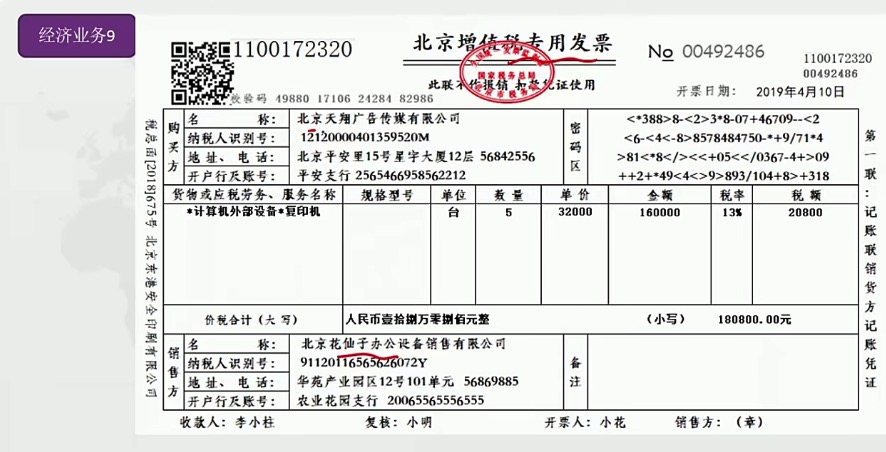 经济业务9
1100172320
北京增值税专用发票
No 00492486
1100172320
00492486
国家税务总局
此联不作报销 扣税凭证使用
校验码 49880 17106 24284 82986
开票日期： 2019年4月10日
税总函[2018]675号 北京东港安全印刷有限公司
购买方
名 称： 北京天翔广告传媒有限公司
纳税人识别号： 12120000401359520M
地址、 电话： 北京平安里15号星宇大厦12层 56842556
开户行及账号： 平安支行 2565466958562212
密码区
<*388>8-<2>3*8-07+46709--<2
<6-<4<-8>8578484750-*+9/71*4
>81<*8</><<+05<</0367-4+>09
++2+*49<4<>9>893/104+8>+318
货物或应税劳务、服务名称 规格型号 单位 数量 单价 金额 税率 税额
*计算机外部设备*复印机 台 5 32000 160000 13% 20800
价税合计（大写） 人民币壹拾捌万零捌佰元整 （小写） 180800.00元
销售方
名 称： 北京花仙子办公设备销售有限公司
纳税人识别号： 91120116565626072Y
地址、 电话： 华苑产业园区12号101单元 56869885
开户行及账号： 农业花园支行 20065565556555
备注
收款人：李小柱 复核：小明 开票人：小花 销售方：（章）
第一联：记账联销货方记账凭证